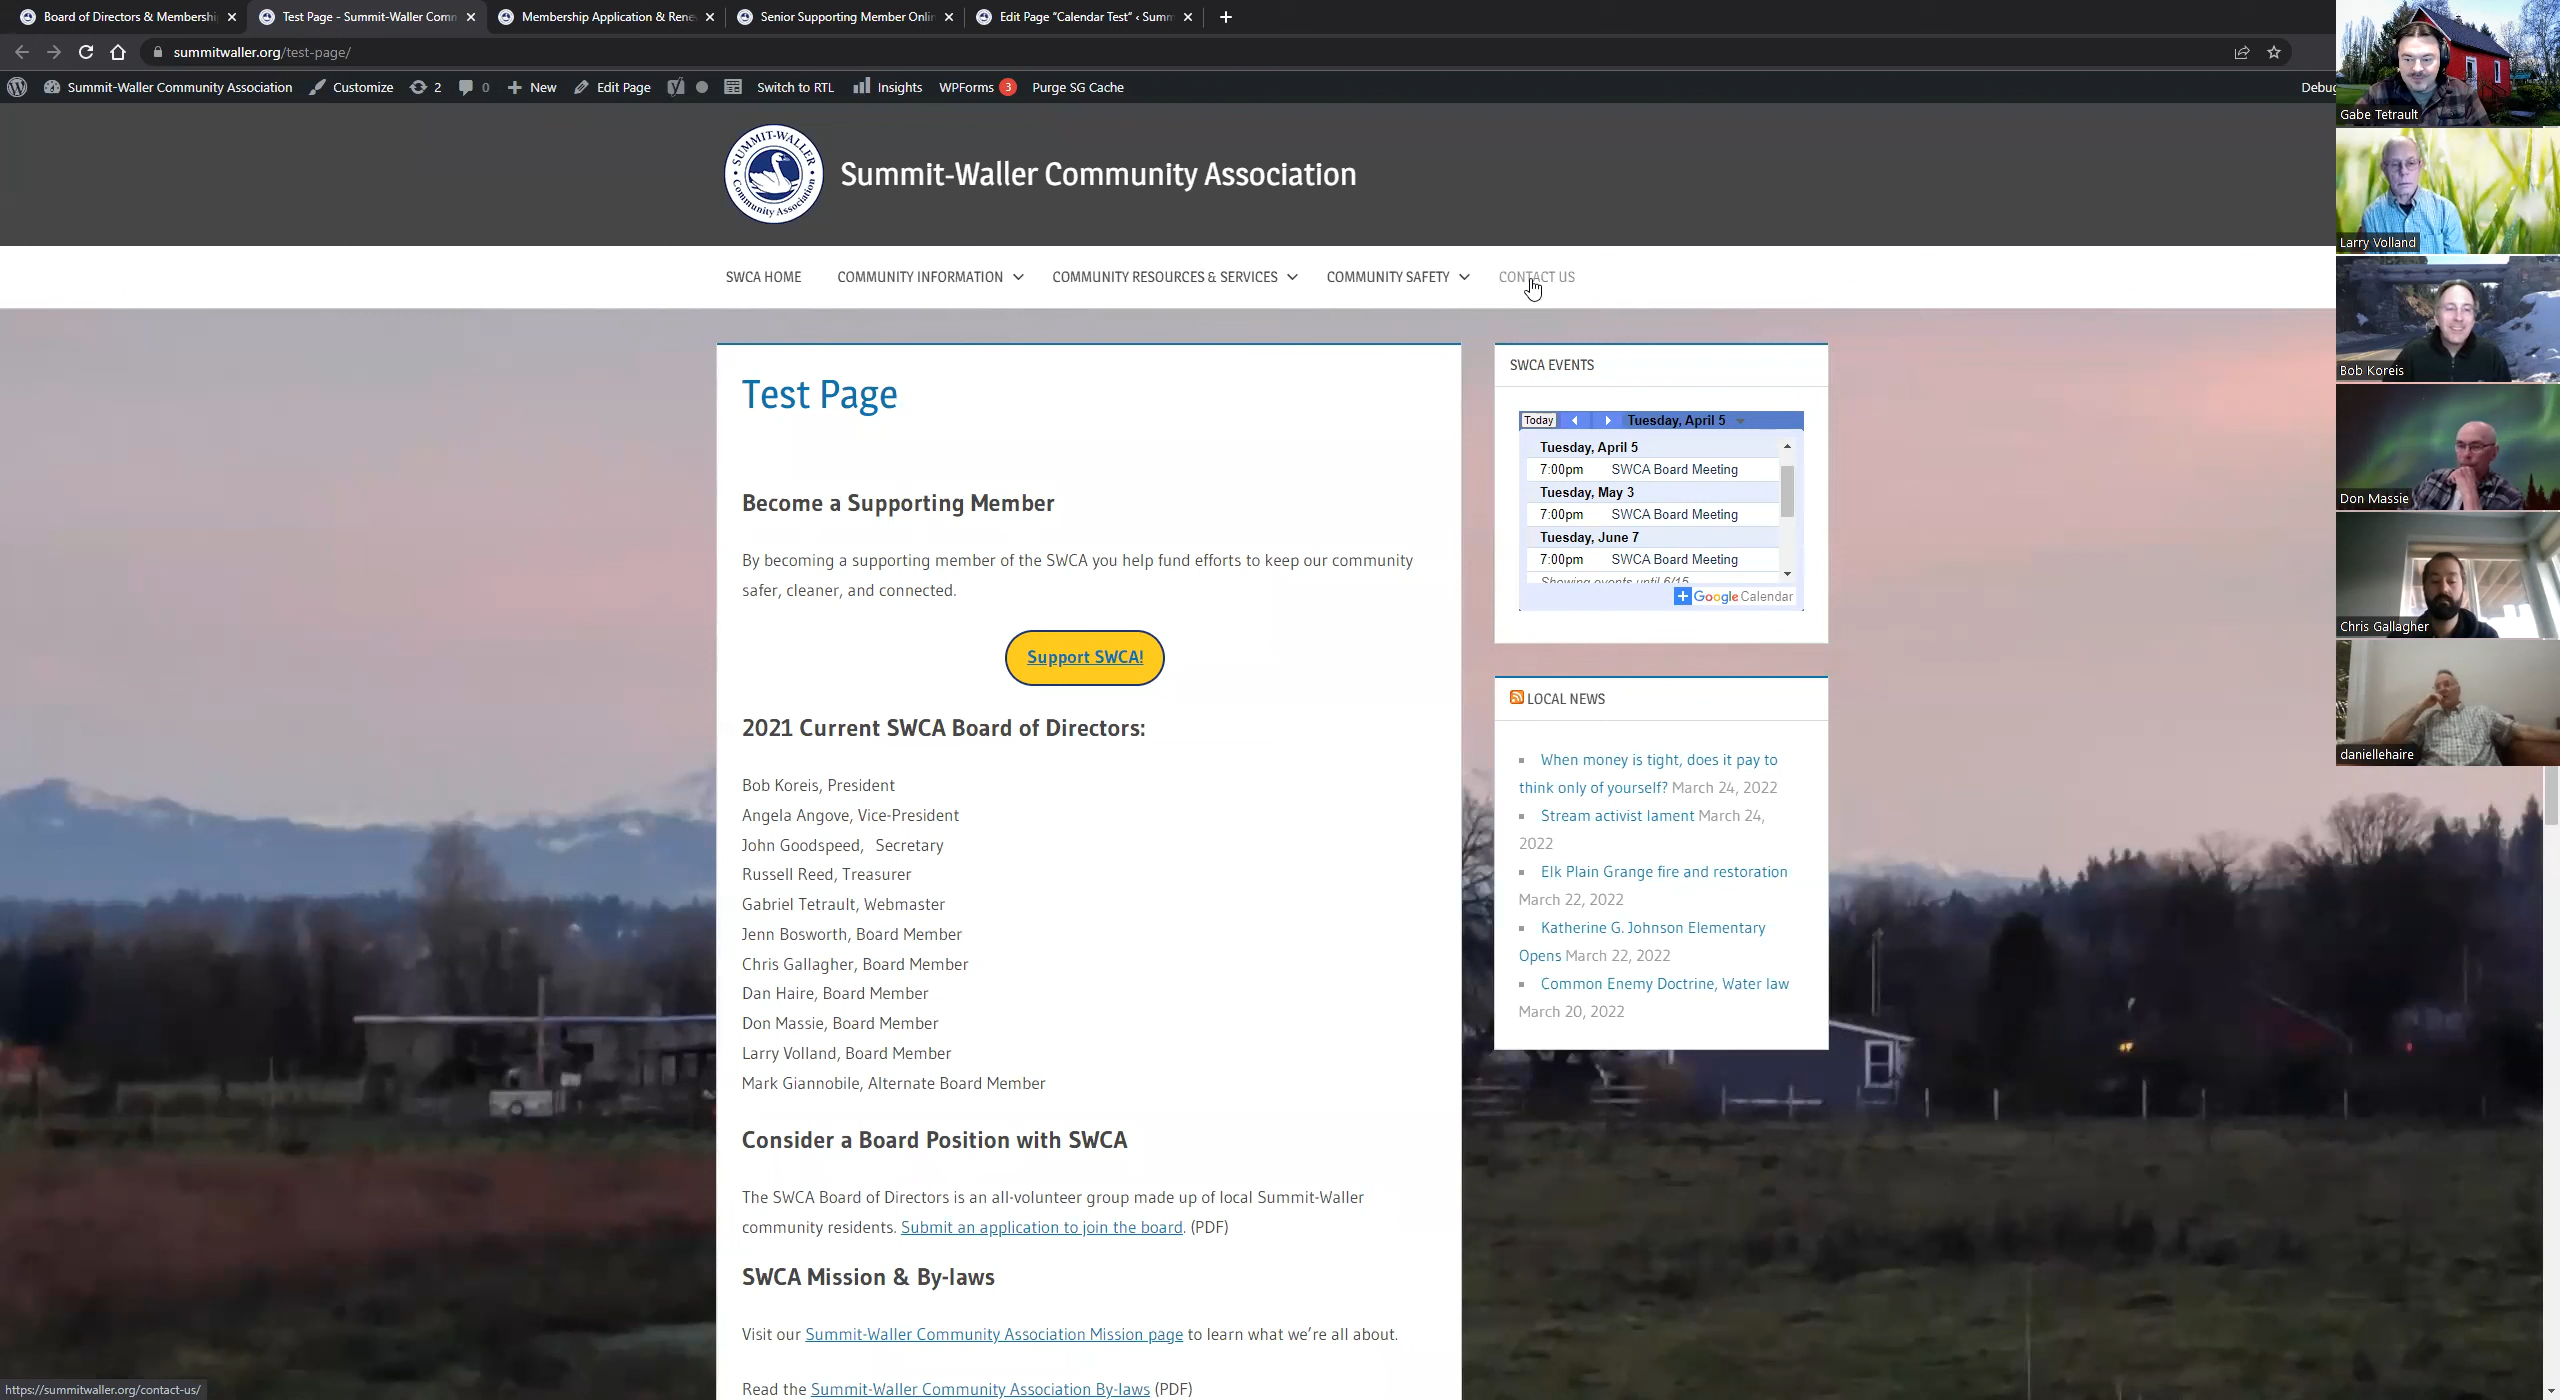 Board of Directors & Membershi
Test Page - Summit-Waller Comm
Membership Application & Rene
Senior Supporting Member Onli
Edit Page "Calendar Test" ‹ Summ
summitwaller.org/test-page/
Summit-Waller Community Association Customize 2 0 New Edit Page Switch to RTL Insights WPForms 3 Purge SG Cache Debug
SUMMIT-WALLER Community Association
Summit-Waller Community Association
SWCA HOME COMMUNITY INFORMATION COMMUNITY RESOURCES & SERVICES COMMUNITY SAFETY CONTACT US
Test Page
Become a Supporting Member
By becoming a supporting member of the SWCA you help fund efforts to keep our community
safer, cleaner, and connected.
Support SWCA!
2021 Current SWCA Board of Directors:
Bob Koreis, President
Angela Angove, Vice-President
John Goodspeed, Secretary
Russell Reed, Treasurer
Gabriel Tetrault, Webmaster
Jenn Bosworth, Board Member
Chris Gallagher, Board Member
Dan Haire, Board Member
Don Massie, Board Member
Larry Volland, Board Member
Mark Giannobile, Alternate Board Member
Consider a Board Position with SWCA
The SWCA Board of Directors is an all-volunteer group made up of local Summit-Waller
community residents. Submit an application to join the board. (PDF)
SWCA Mission & By-laws
Visit our Summit-Waller Community Association Mission page to learn what we're all about.
Read the Summit-Waller Community Association By-laws (PDF)
SWCA EVENTS
Today Tuesday, April 5
Tuesday, April 5
7:00pm SWCA Board Meeting
Tuesday, May 3
7:00pm SWCA Board Meeting
Tuesday, June 7
7:00pm SWCA Board Meeting
Showing events until 6/15
Google Calendar
LOCAL NEWS
When money is tight, does it pay to
think only of yourself? March 24, 2022
Stream activist lament March 24,
2022
Elk Plain Grange fire and restoration
March 22, 2022
Katherine G. Johnson Elementary
Opens March 22, 2022
Common Enemy Doctrine, Water law
March 20, 2022
Gabe Tetrault
Larry Volland
Bob Koreis
Don Massie
Chris Gallagher
daniellehaire
https://summitwaller.org/contact-us/